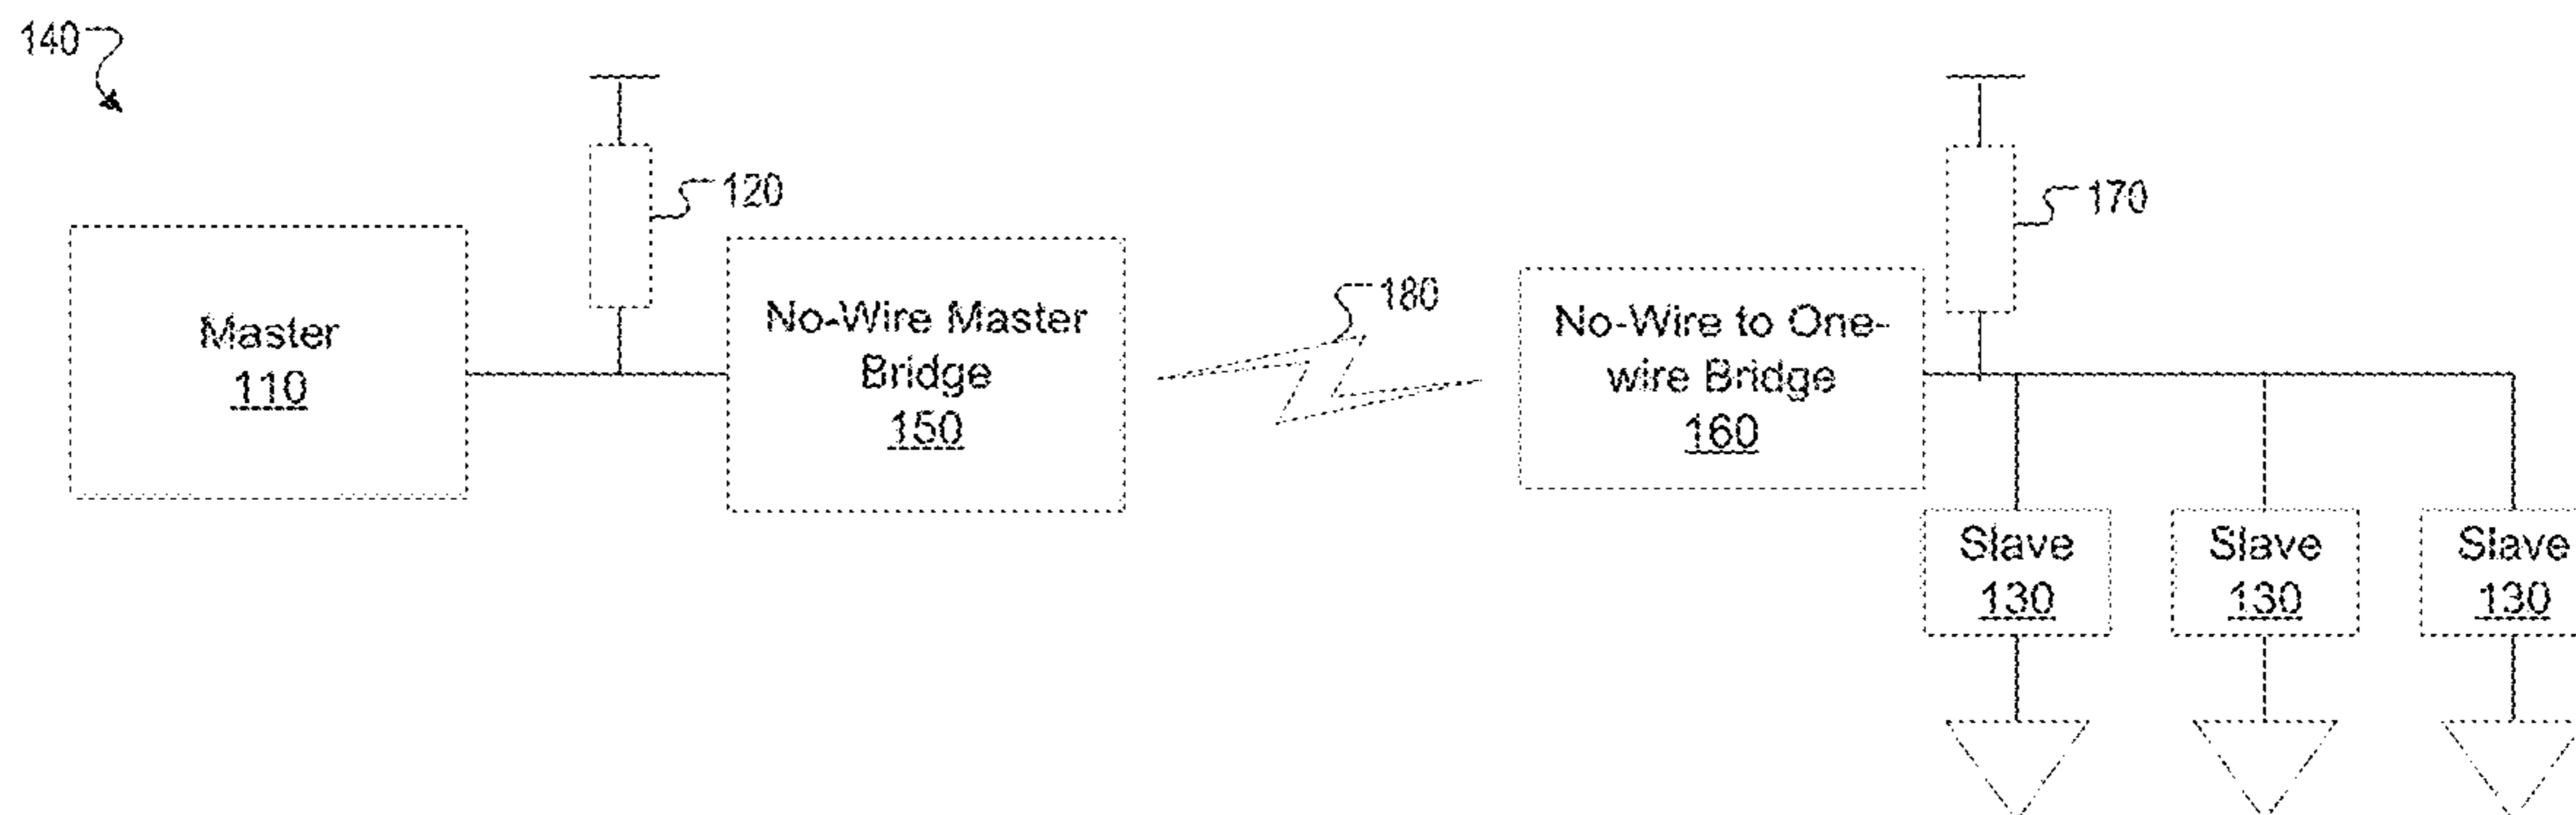 140
120
170
180
Master
110
No-Wire Master
Bridge
150
No-Wire to One-
wire Bridge
160
Slave
130
Slave
130
Slave
130